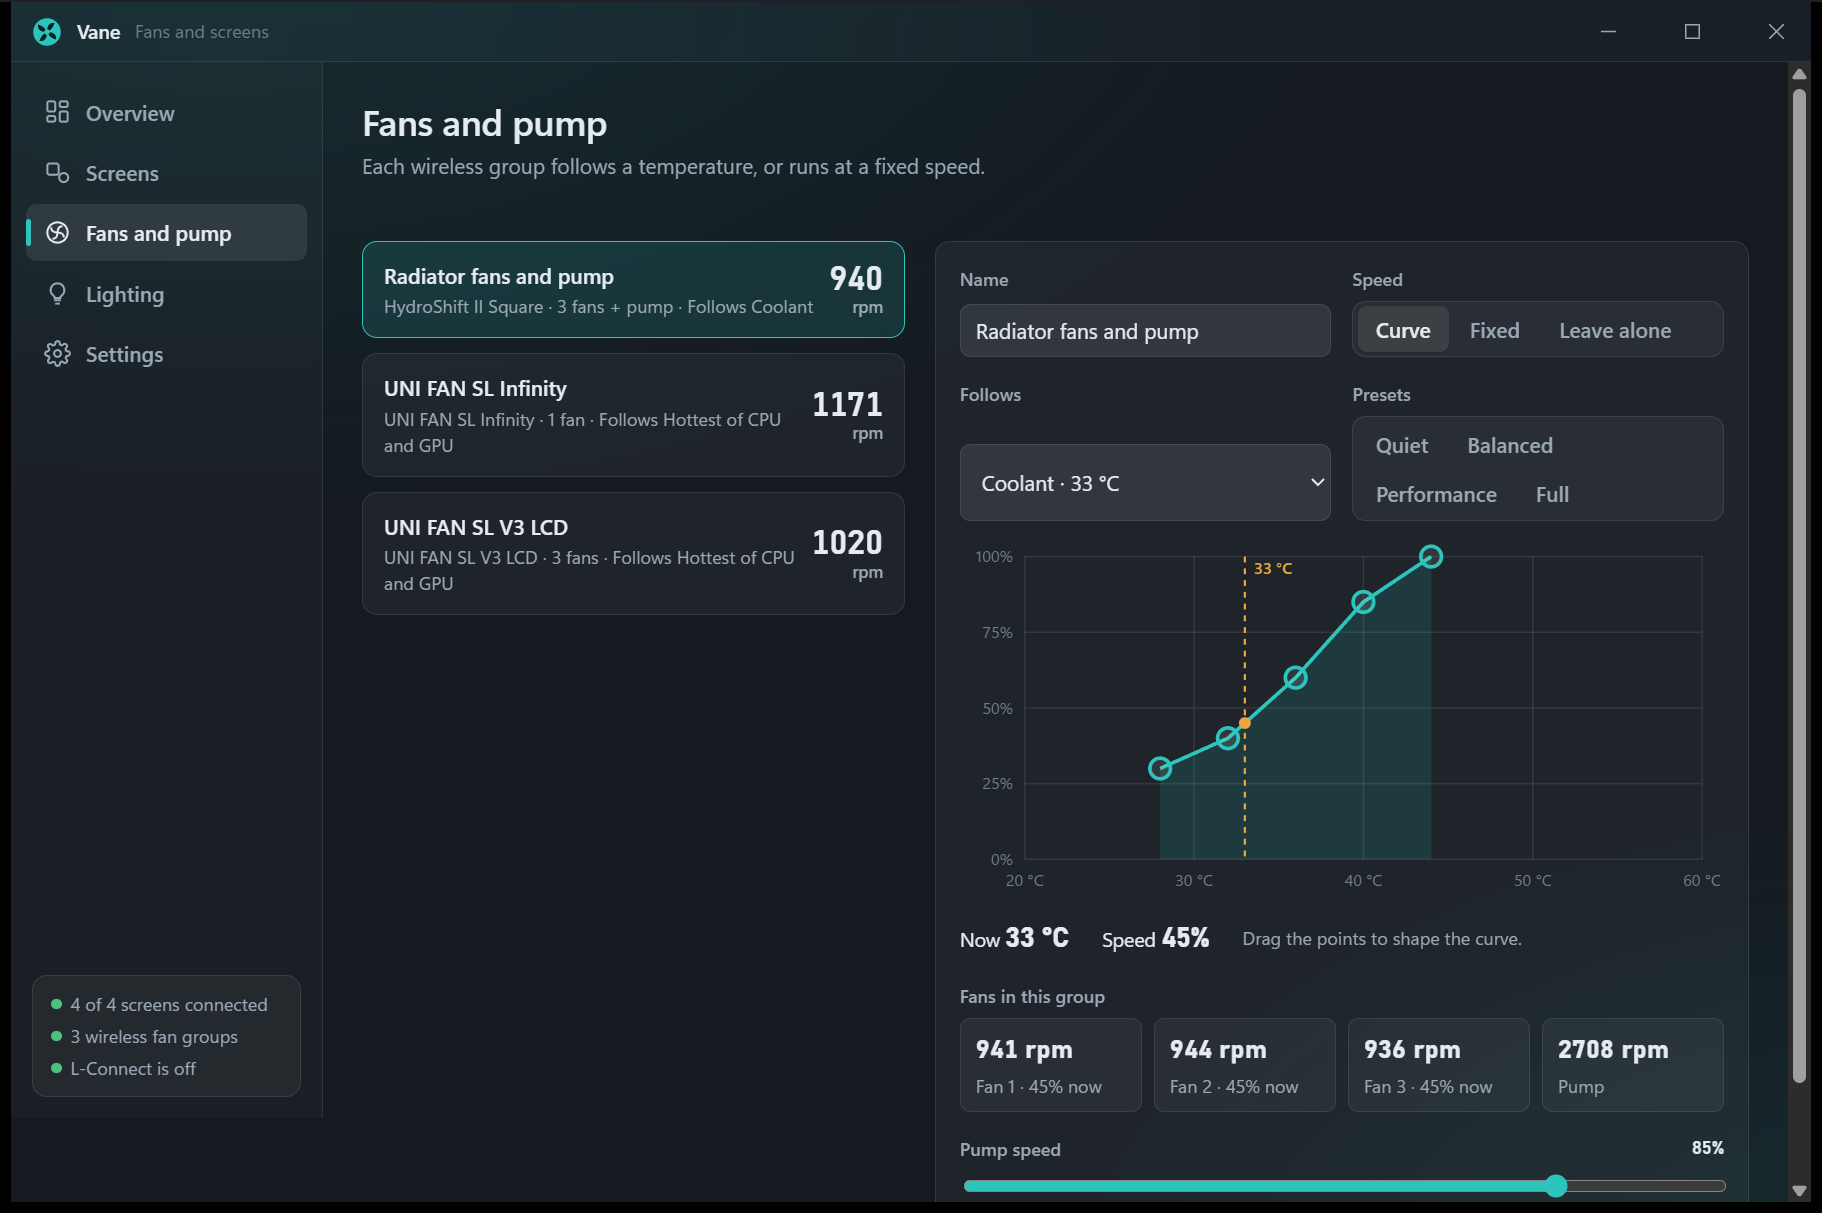 Vane Fans and screens
Overview
Screens
Fans and pump
Lighting
Settings
4 of 4 screens connected
3 wireless fan groups
L-Connect is off
Fans and pump
Each wireless group follows a temperature, or runs at a fixed speed.
Radiator fans and pump
HydroShift II Square · 3 fans + pump · Follows Coolant
940
rpm
UNI FAN SL Infinity
UNI FAN SL Infinity · 1 fan · Follows Hottest of CPU
and GPU
1171
rpm
UNI FAN SL V3 LCD
UNI FAN SL V3 LCD · 3 fans · Follows Hottest of CPU
and GPU
1020
rpm
Name
Radiator fans and pump
Speed
Curve Fixed Leave alone
Follows
Coolant · 33 °C
Presets
Quiet Balanced
Performance Full
100%
75%
50%
25%
0%
33 °C
20 °C 30 °C 40 °C 50 °C 60 °C
Now 33 °C Speed 45% Drag the points to shape the curve.
Fans in this group
941 rpm
Fan 1 · 45% now
944 rpm
Fan 2 · 45% now
936 rpm
Fan 3 · 45% now
2708 rpm
Pump
Pump speed 85%